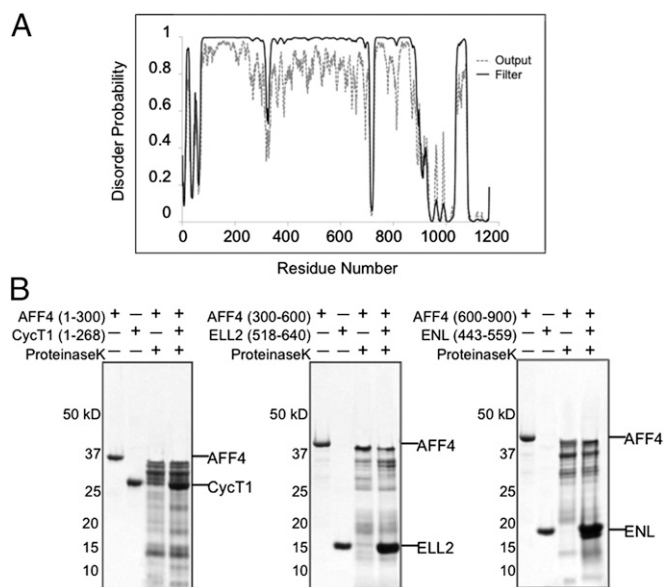 A
Disorder Probability
1
0.8
0.6
0.4
0.2
0
0 200 400 600 800 1000 1200
Residue Number
Output
Filter
B
AFF4 (1-300) + — + +
CycT1 (1-268) — + — +
ProteinaseK — — + +
50 kD
37
25
20
15
10
AFF4
CycT1
AFF4 (300-600) + — + +
ELL2 (518-640) — + — +
ProteinaseK — — + +
50 kD
37
25
20
15
10
AFF4
ELL2
AFF4 (600-900) + — + +
ENL (443-559) — + — +
ProteinaseK — — + +
50 kD
37
25
20
15
10
AFF4
ENL